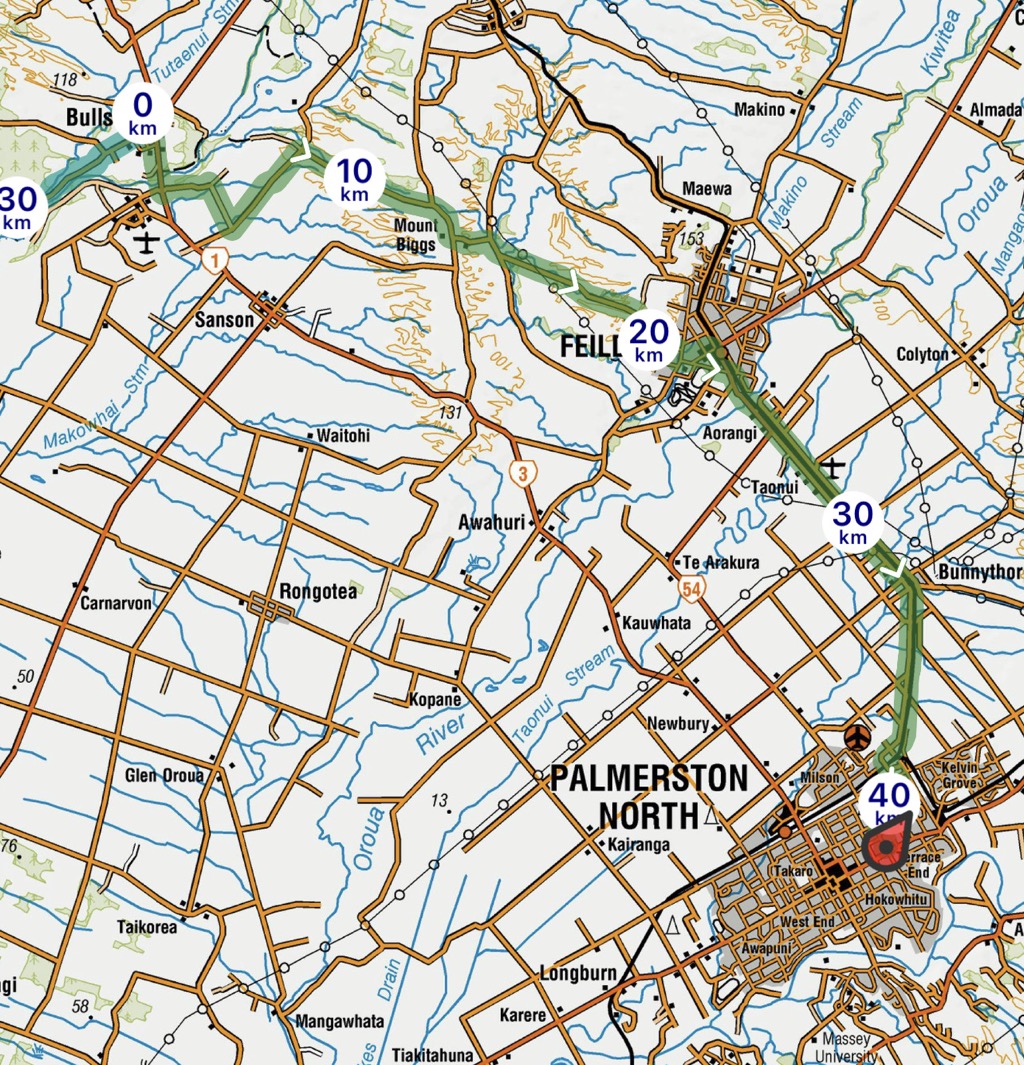 Tutaenui Stm
118
Kiwitea
Bulls
0
km
Makino
Stream
Almada
30
km
10
km
Maewa
Makino
Oroua
Mount
Biggs
153
1
Sanson
20
km
FEILL
Colyton
100
Makowhai Stm
131
Waitohi
Aorangi
3
Taonui
30
km
Awahuri
Te Arakura
Bunnythor
54
Rongotea
Carnarvon
Kauwhata
Stream
50
Kopane
River
Taonui
Newbury
Glen Oroua
PALMERSTON
NORTH
Milson
Kelvin
Grove
40
km
13
Oroua
Kairanga
76
Takaro
errace
End
Hokowhitu
Taikorea
West End
Awapuni
Longburn
Drain
58
Mangawhata
Karere
Massey
University
Tiakitahuna